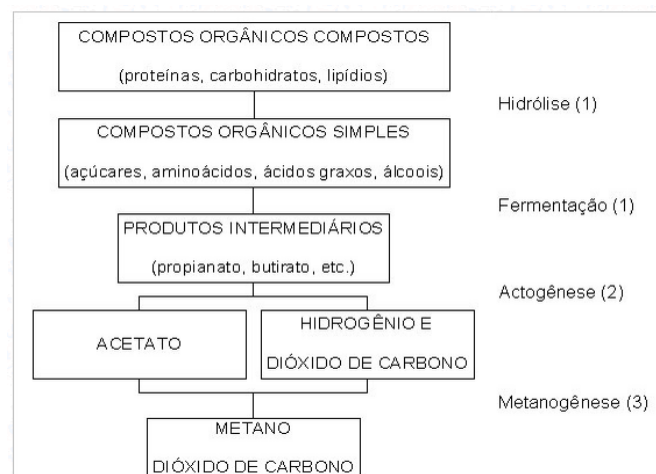 COMPOSTOS ORGÂNICOS COMPOSTOS
(proteínas, carbohidratos, lipídios)
Hidrólise (1)
COMPOSTOS ORGÂNICOS SIMPLES
(açúcares, aminoácidos, ácidos graxos, álcoois)
Fermentação (1)
PRODUTOS INTERMEDIÁRIOS
(propianato, butirato, etc.)
Actogênese (2)
ACETATO
HIDROGÊNIO E
DIÓXIDO DE CARBONO
Metanogênese (3)
METANO
DIÓXIDO DE CARBONO